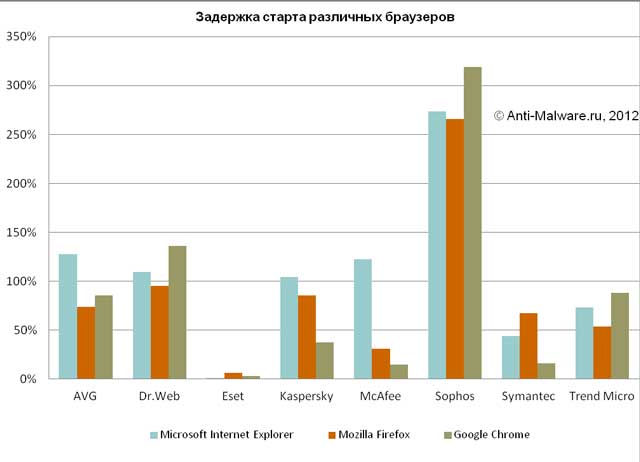 Задержка старта различных браузеров
350%
300%
© Anti-Malware.ru, 2012
250%
200%
150%
100%
50%
0%
AVG Dr.Web Eset Kaspersky McAfee Sophos Symantec Trend Micro
Microsoft Internet Explorer Mozilla Firefox Google Chrome